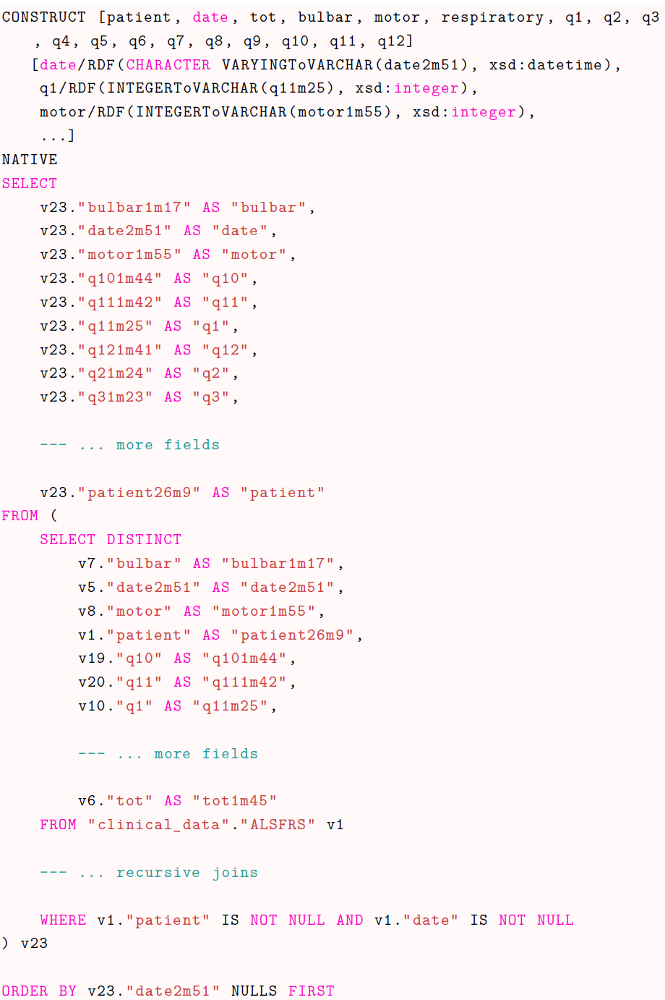 CONSTRUCT [patient, date, tot, bulbar, motor, respiratory, q1, q2, q3
, q4, q5, q6, q7, q8, q9, q10, q11, q12]
[date/RDF(CHARACTER VARYINGToVARCHAR(date2m51), xsd:datetime),
q1/RDF(INTEGERToVARCHAR(q11m25), xsd:integer),
motor/RDF(INTEGERToVARCHAR(motor1m55), xsd:integer),
...]
NATIVE
SELECT
v23."bulbar1m17" AS "bulbar",
v23."date2m51" AS "date",
v23."motor1m55" AS "motor",
v23."q101m44" AS "q10",
v23."q111m42" AS "q11",
v23."q11m25" AS "q1",
v23."q121m41" AS "q12",
v23."q21m24" AS "q2",
v23."q31m23" AS "q3",
--- ... more fields
v23."patient26m9" AS "patient"
FROM (
SELECT DISTINCT
v7."bulbar" AS "bulbar1m17",
v5."date2m51" AS "date2m51",
v8."motor" AS "motor1m55",
v1."patient" AS "patient26m9",
v19."q10" AS "q101m44",
v20."q11" AS "q111m42",
v10."q1" AS "q11m25",
--- ... more fields
v6."tot" AS "tot1m45"
FROM "clinical_data"."ALSFRS" v1
--- ... recursive joins
WHERE v1."patient" IS NOT NULL AND v1."date" IS NOT NULL
) v23
ORDER BY v23."date2m51" NULLS FIRST